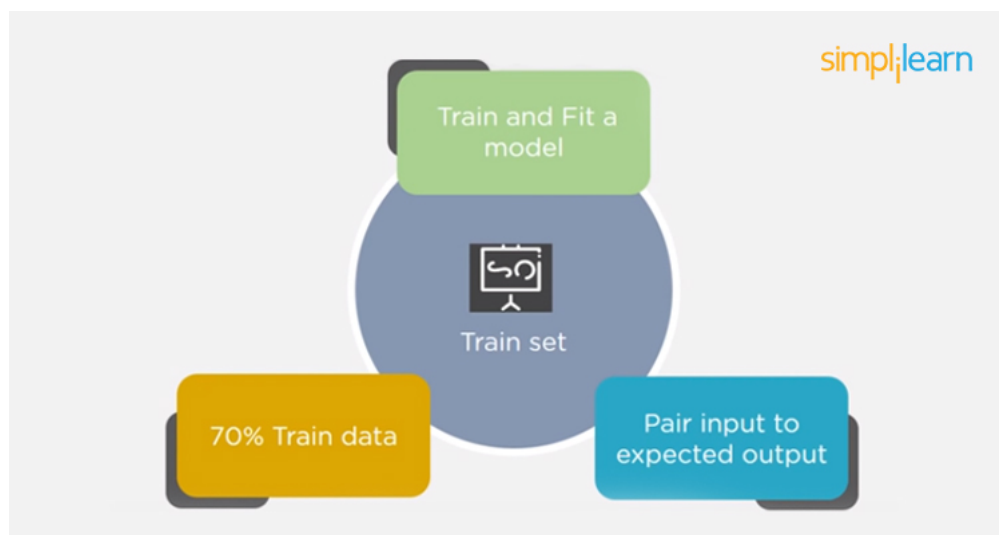 simplilearn
Train and Fit a
model
Train set
70% Train data
Pair input to
expected output